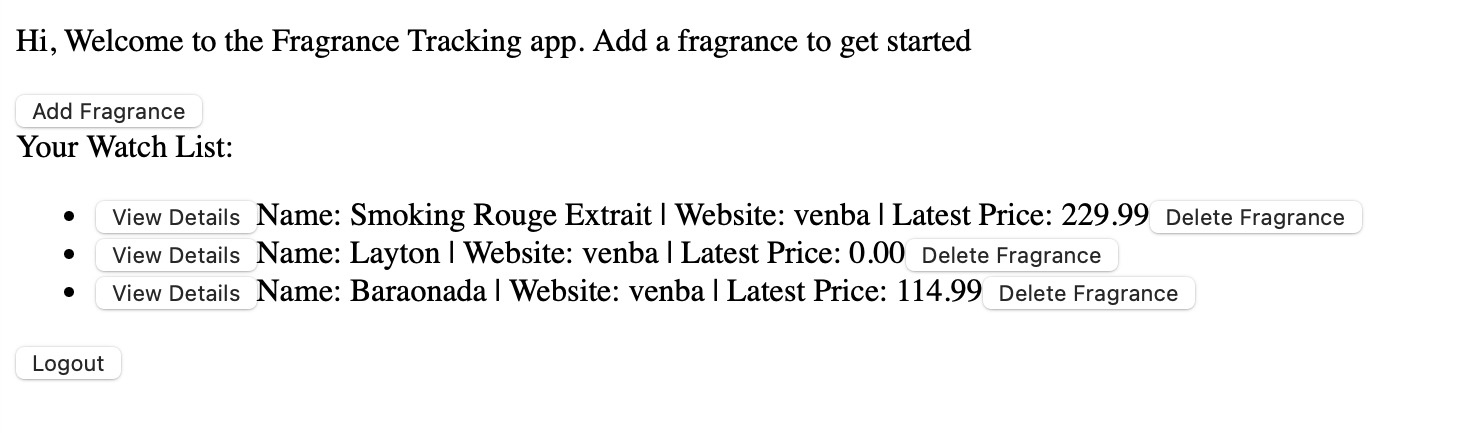 Hi, Welcome to the Fragrance Tracking app. Add a fragrance to get started
Add Fragrance
Your Watch List:
View Details Name: Smoking Rouge Extrait | Website: venba | Latest Price: 229.99 Delete Fragrance
View Details Name: Layton | Website: venba | Latest Price: 0.00 Delete Fragrance
View Details Name: Baraonada | Website: venba | Latest Price: 114.99 Delete Fragrance
Logout